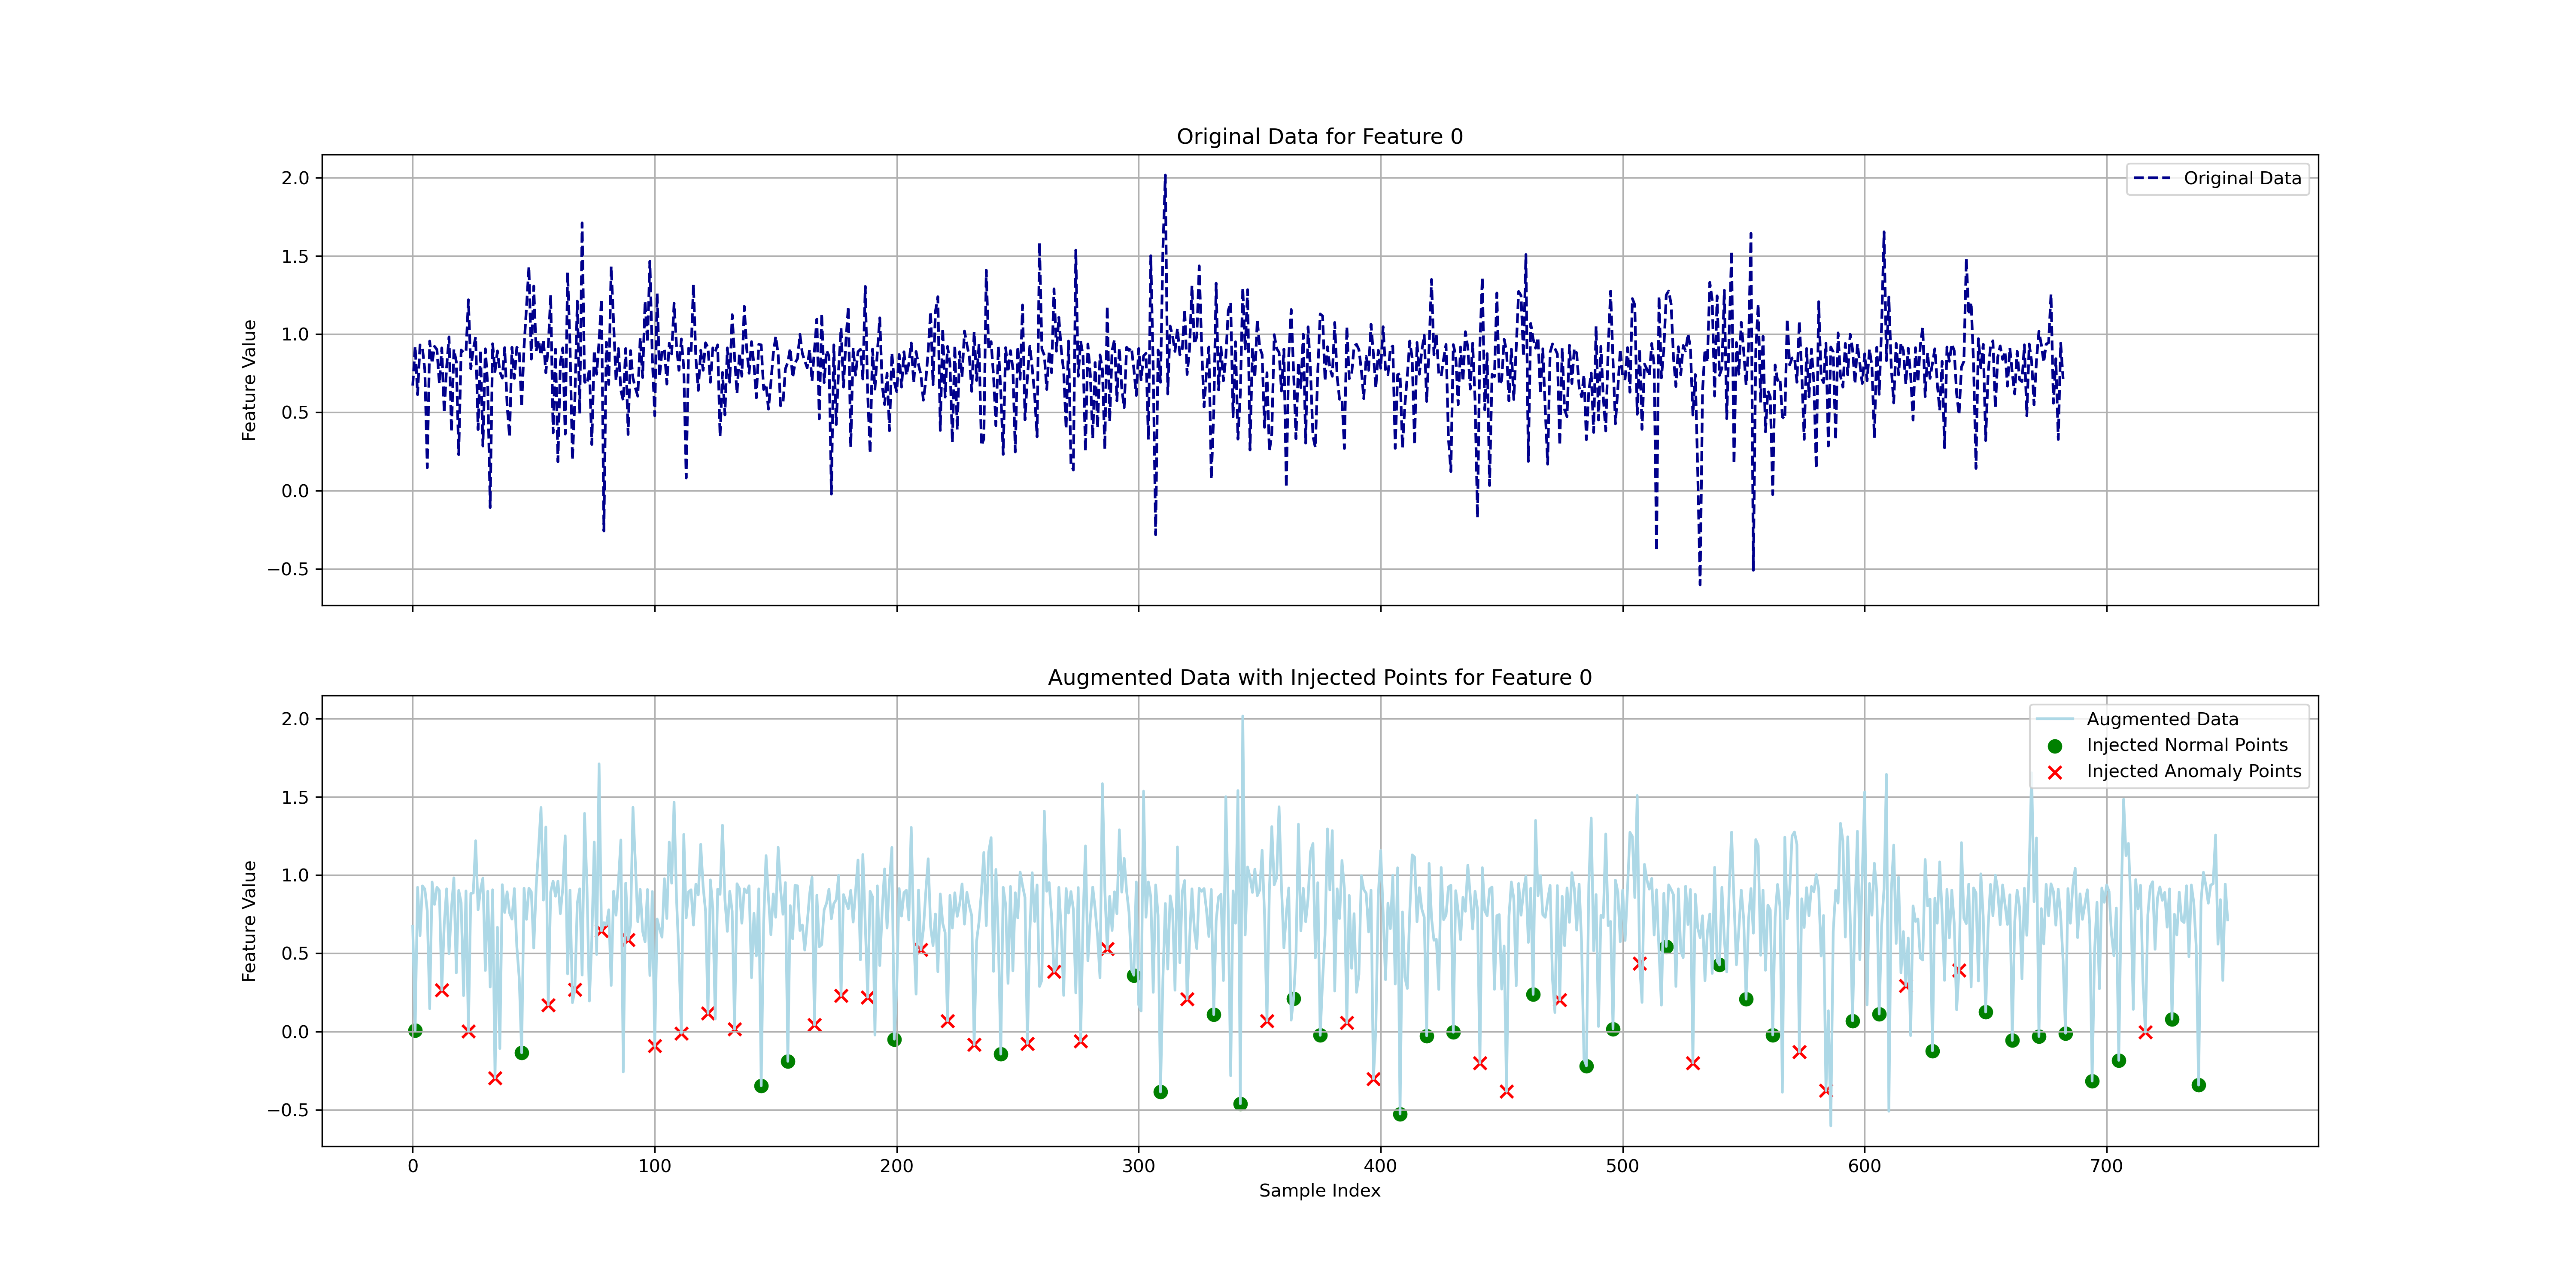 Original Data for Feature 0
Feature Value
2.0
1.5
1.0
0.5
0.0
−0.5
Original Data
Augmented Data with Injected Points for Feature 0
Feature Value
2.0
1.5
1.0
0.5
0.0
−0.5
Augmented Data
Injected Normal Points
Injected Anomaly Points
0 100 200 300 400 500 600 700
Sample Index